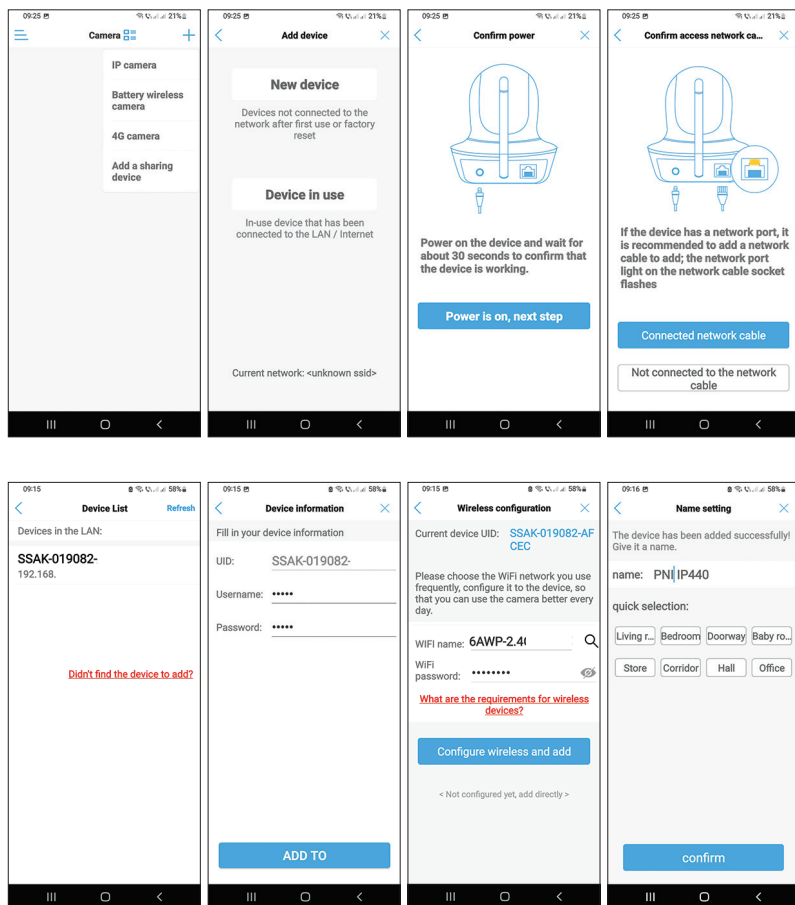 09:25
21%
Camera
IP camera
Battery wireless
camera
4G camera
Add a sharing
device
09:25
21%
Add device
New device
Devices not connected to the
network after first use or factory
reset
Device in use
In-use device that has been
connected to the LAN / Internet
Current network: <unknown ssid>
09:25
21%
Confirm power
Power on the device and wait for
about 30 seconds to confirm that
the device is working.
Power is on, next step
09:25
21%
Confirm access network ca...
If the device has a network port, it
is recommended to add a network
cable to add; the network port
light on the network cable socket
flashes
Connected network cable
Not connected to the network
cable
09:15
58%
Device List
Refresh
Devices in the LAN:
SSAK-019082-
192.168.
Didn't find the device to add?
09:15
58%
Device information
Fill in your device information
UID: SSAK-019082-
Username: •••••
Password: •••••
ADD TO
09:15
58%
Wireless configuration
Current device UID: SSAK-019082-AF
CEC
Please choose the WiFi network you use
frequently, configure it to the device, so
that you can use the camera better every
day.
WIFI name: 6AWP-2.4
WiFi
password: ••••••••
What are the requirements for wireless
devices?
Configure wireless and add
< Not configured yet, add directly >
09:16
58%
Name setting
The device has been added successfully!
Give it a name.
name: PNI IP440
quick selection:
Living r... Bedroom Doorway Baby ro...
Store Corridor Hall Office
confirm